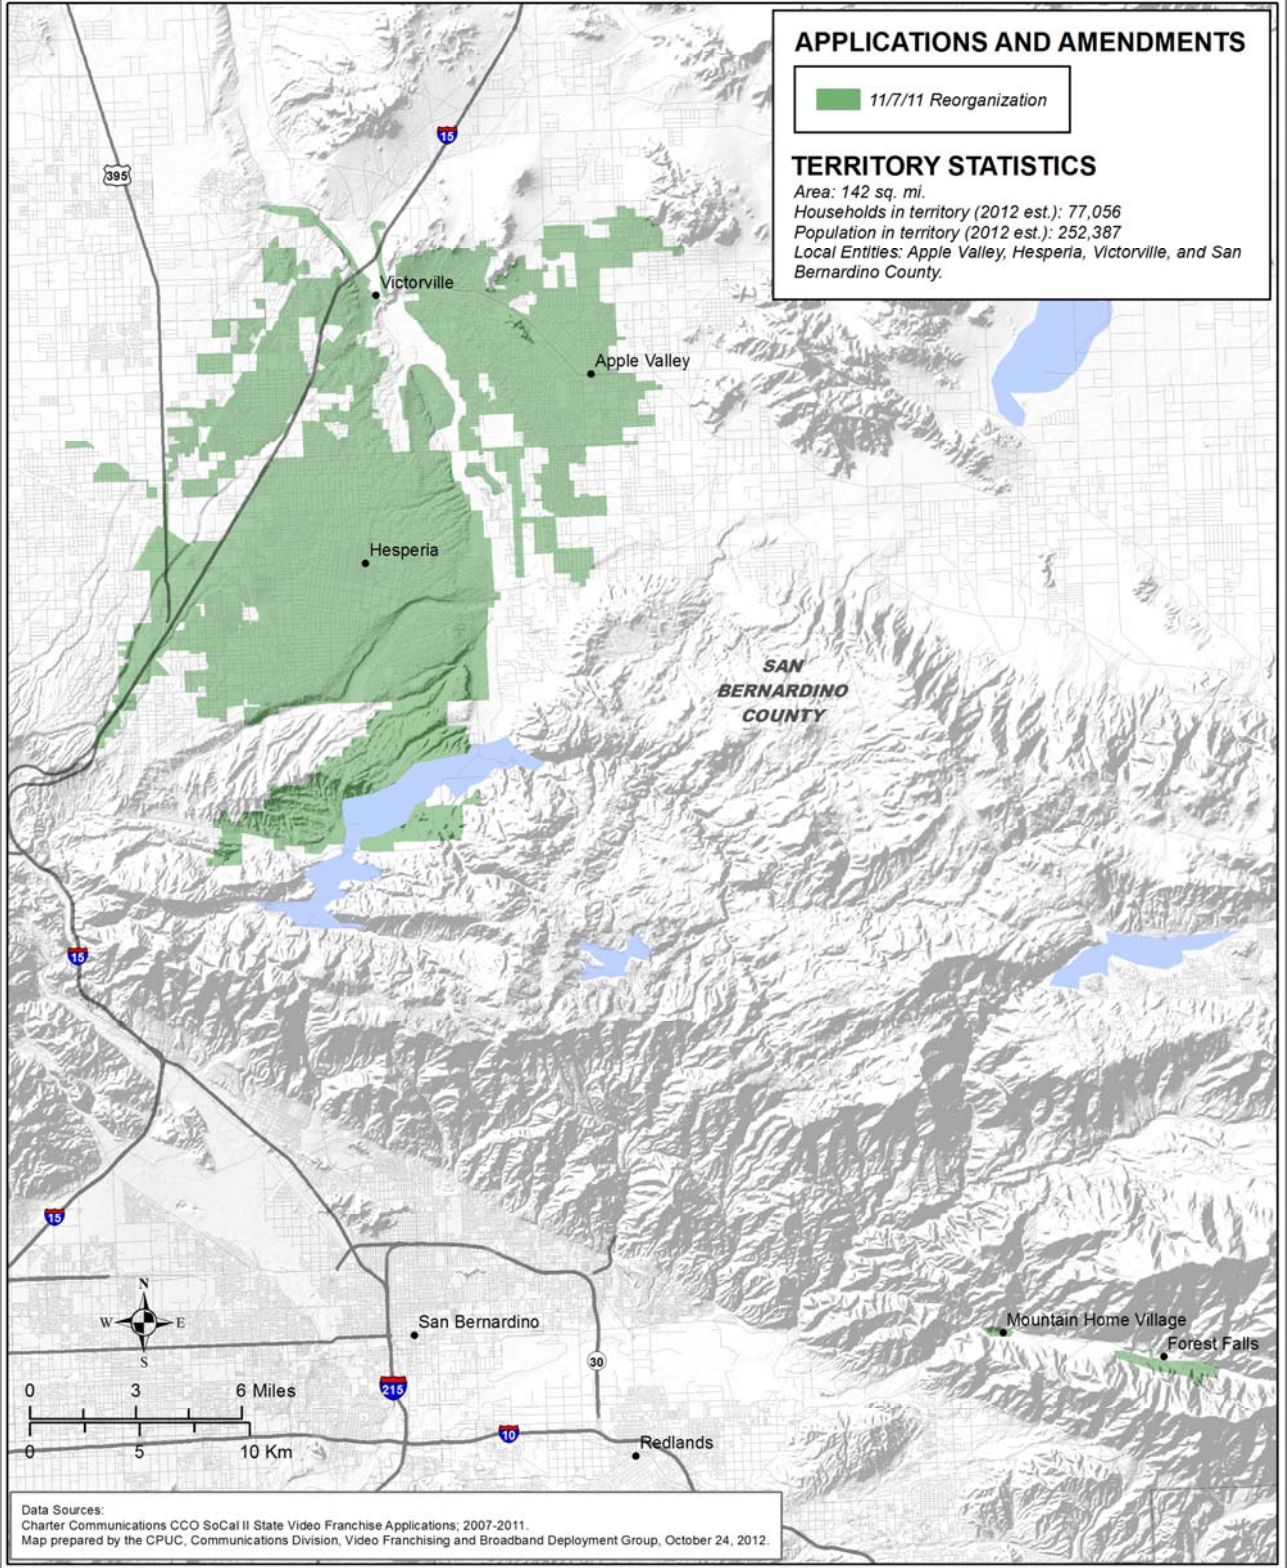 APPLICATIONS AND AMENDMENTS
11/7/11 Reorganization
TERRITORY STATISTICS
Area: 142 sq. mi.
Households in territory (2012 est.): 77,056
Population in territory (2012 est.): 252,387
Local Entities: Apple Valley, Hesperia, Victorville, and San
Bernardino County.
15
395
Victorville
Apple Valley
Hesperia
SAN
BERNARDINO
COUNTY
15
15
N
W E
S
San Bernardino
Mountain Home Village
Forest Falls
30
215
0 3 6 Miles
0 5 10 Km
10
Redlands
Data Sources:
Charter Communications CCO SoCal II State Video Franchise Applications; 2007-2011.
Map prepared by the CPUC, Communications Division, Video Franchising and Broadband Deployment Group, October 24, 2012.